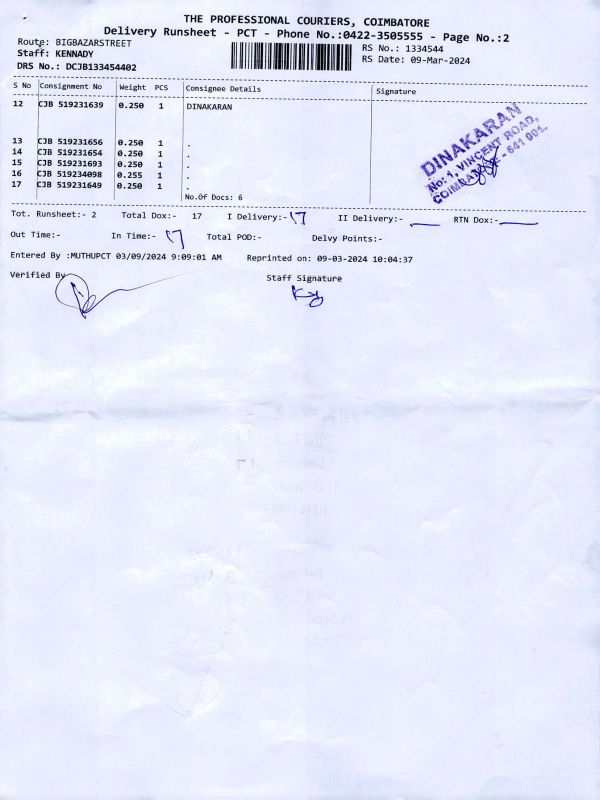 THE PROFESSIONAL COURIERS, COIMBATORE
Delivery Runsheet - PCT - Phone No.:0422-3505555 - Page No.:2
Route: BIGBAZARSTREET
Staff: KENNADY
DRS No.: DCJB133454402
RS No.: 1334544
RS Date: 09-Mar-2024
S No Consignment No Weight PCS Consignee Details Signature
12 CJB 519231639 0.250 1 DINAKARAN
DINAKARAN
No: 1, VINCENT ROAD,
COIMBATORE - 641 001.
13 CJB 519231656 0.250 1 .
14 CJB 519231654 0.250 1 .
15 CJB 519231693 0.250 1 .
16 CJB 519234098 0.255 1 .
17 CJB 519231649 0.250 1 .
No.Of Docs: 6
Tot. Runsheet:- 2 Total Dox:- 17 I Delivery:- 17 II Delivery:- RTN Dox:-
Out Time:- In Time:- 17 Total POD:- Delvy Points:-
Entered By :MUTHUPCT 03/09/2024 9:09:01 AM Reprinted on: 09-03-2024 10:04:37
Verified By Staff Signature